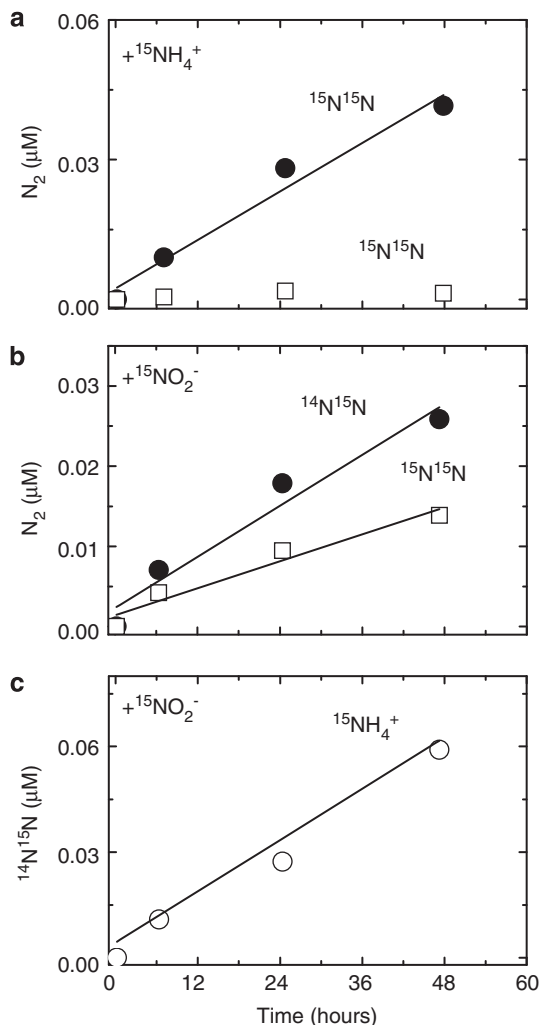 a
0.06
+¹⁵NH₄⁺
¹⁵N¹⁵N
0.03
N₂ (μM)
¹⁵N¹⁵N
0.00
b
0.03
+¹⁵NO₂⁻
¹⁴N¹⁵N
0.02
¹⁵N¹⁵N
N₂ (μM)
0.01
0.00
c
+¹⁵NO₂⁻
¹⁵NH₄⁺
0.06
¹⁴N¹⁵N (μM)
0.03
0.00
0 12 24 36 48 60
Time (hours)